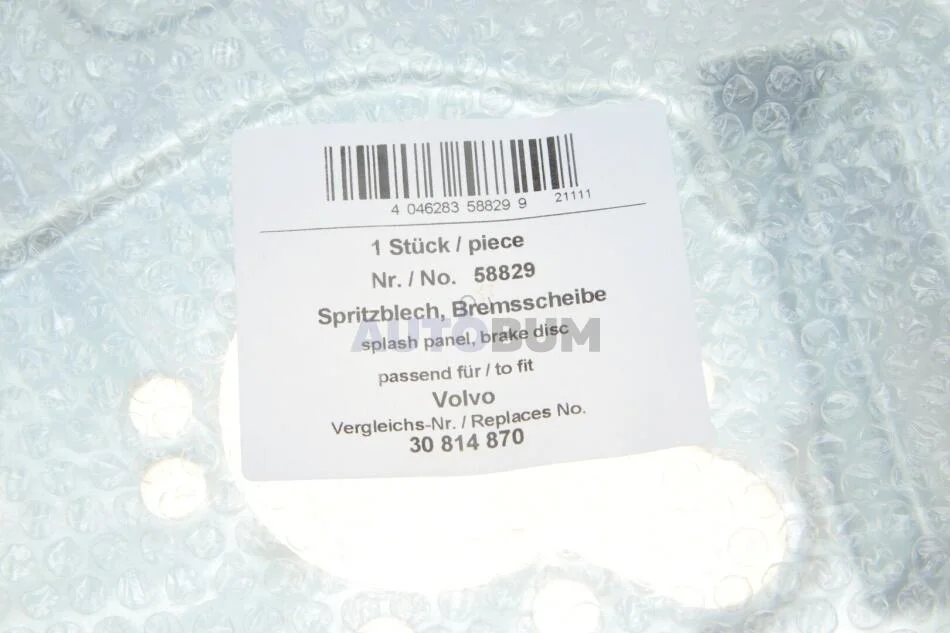 4 046283 58829 9
21111
1 Stück / piece
Nr. / No. 58829
Spritzblech, Bremsscheibe
AUTOBUM
splash panel, brake disc
passend für / to fit
Volvo
Vergleichs-Nr. / Replaces No.
30 814 870